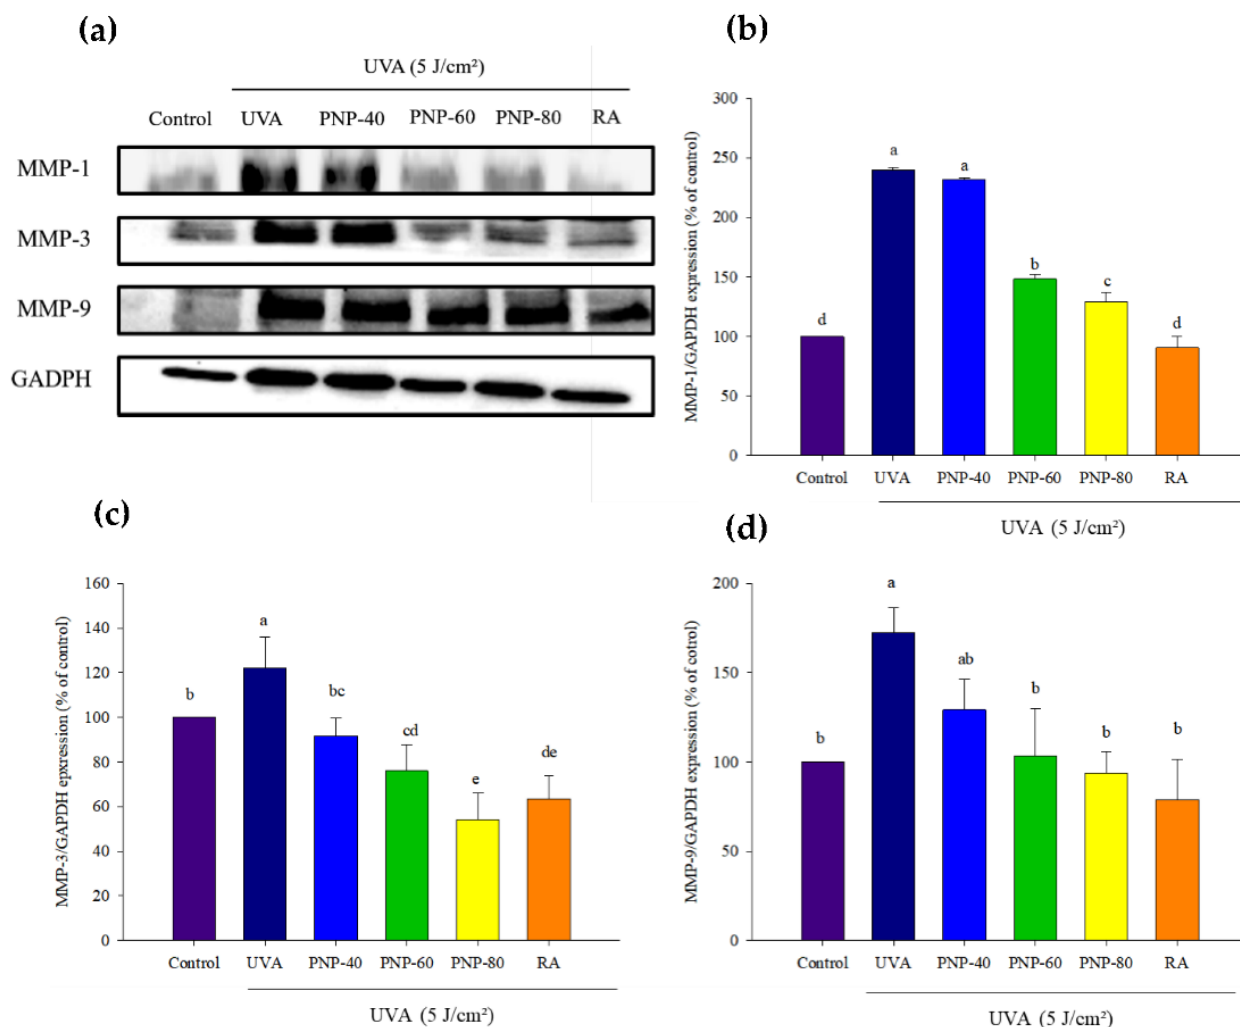 (a)
UVA (5 J/cm²)
Control UVA PNP-40 PNP-60 PNP-80 RA
MMP-1
MMP-3
MMP-9
GADPH
(b)
MMP-1/GAPDH expression (% of control)
300
250
200
150
100
50
0
d
a
a
b
c
d
Control UVA PNP-40 PNP-60 PNP-80 RA
UVA (5 J/cm²)
(c)
MMP-3/GAPDH epxression (% of control)
160
140
120
100
80
60
40
20
0
b
a
bc
cd
e
de
Control UVA PNP-40 PNP-60 PNP-80 RA
UVA (5 J/cm²)
(d)
MMP-9/GAPDH expression (% of cotrol)
200
150
100
50
0
b
a
ab
b
b
b
Control UVA PNP-40 PNP-60 PNP-80 RA
UVA (5 J/cm²)